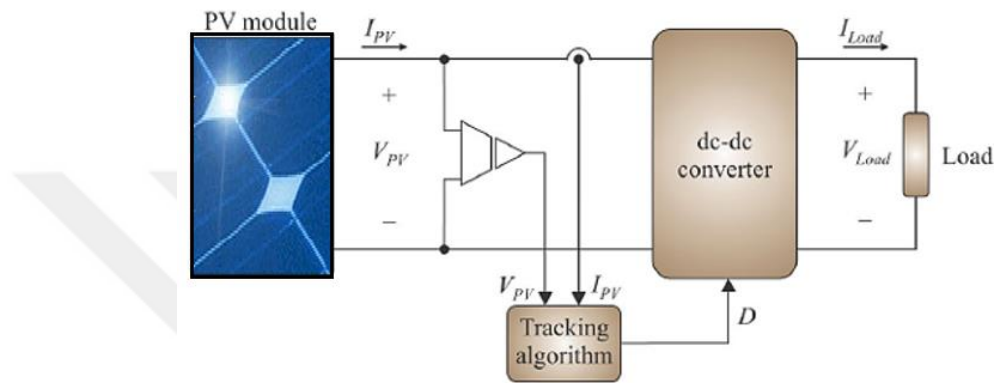 PV module
I_PV
I_Load
+
+
V_PV
dc-dc
converter
V_Load
Load
−
−
V_PV
I_PV
D
Tracking
algorithm